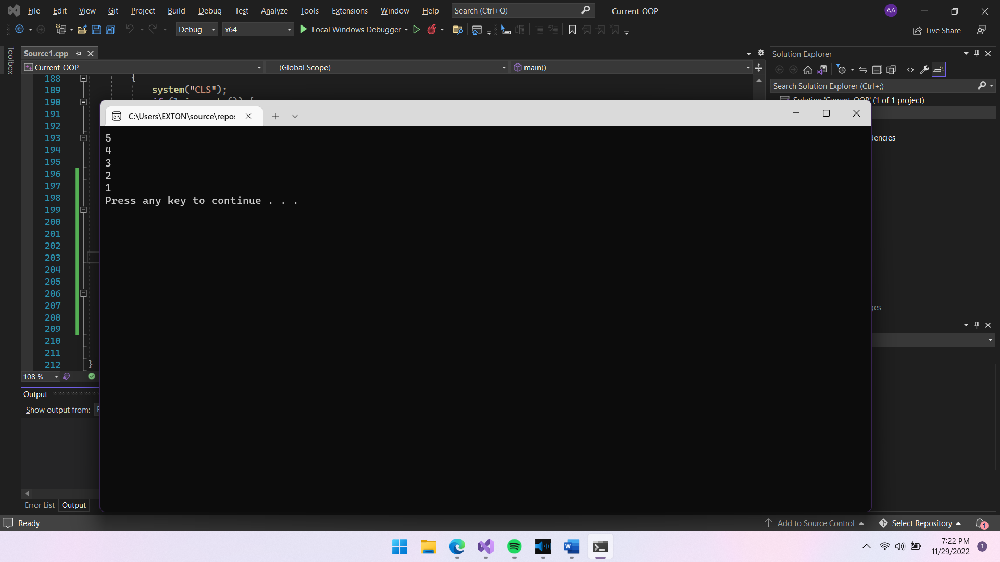 File Edit View Git Project Build Debug Test Analyze Tools Extensions Window Help Search (Ctrl+Q) Current_OOP AA
Debug x64 Local Windows Debugger Live Share
Toolbox
Source1.cpp
Solution Explorer
Current_OOP (Global Scope) main()
Search Solution Explorer (Ctrl+;)
Solution 'Current_OOP' (1 of 1 project)
188 {
189 system("CLS");
190
191
192
193
194
195
196
197
198
199
200
201
202
203
204
205
206
207
208
209
210
211
212 }
C:\Users\EXTON\source\repos
5
4
3
2
1
Press any key to continue . . .
108 %
Output
Show output from:
Error List Output
Ready Add to Source Control Select Repository 1
7:22 PM
11/29/2022 1